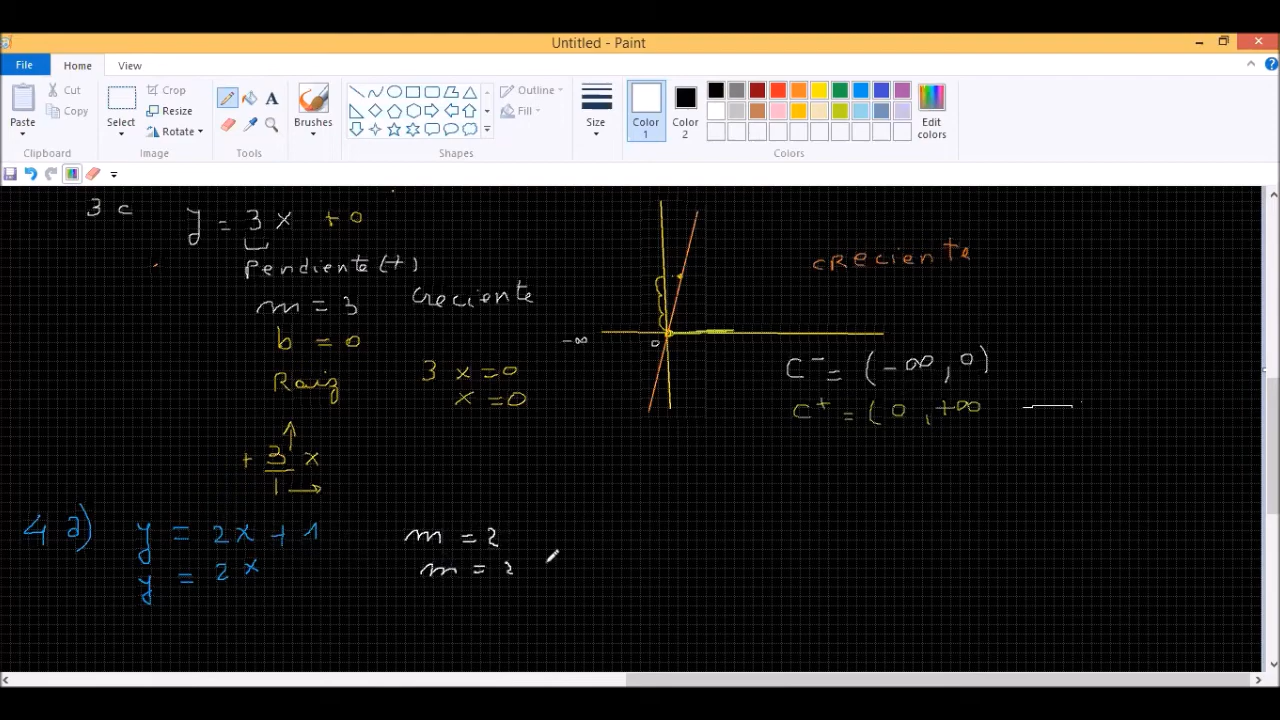 Untitled - Paint
File Home View
Paste
Cut
Copy
Clipboard
Select
Crop
Resize
Rotate
Image
Tools
Brushes
Shapes
Outline
Fill
Size
Color 1
Color 2
Edit colors
Colors
3 c y = 3 x + 0
Pendiente (+)
m = 3 creciente
b = 0
Raiz 3 x = 0
x = 0
+ 3 x
1
creciente
-∞ 0
C⁻ = (-∞, 0)
C⁺ = (0, +∞
4 a) y = 2x + 1 m = 2
y = 2x m = 2